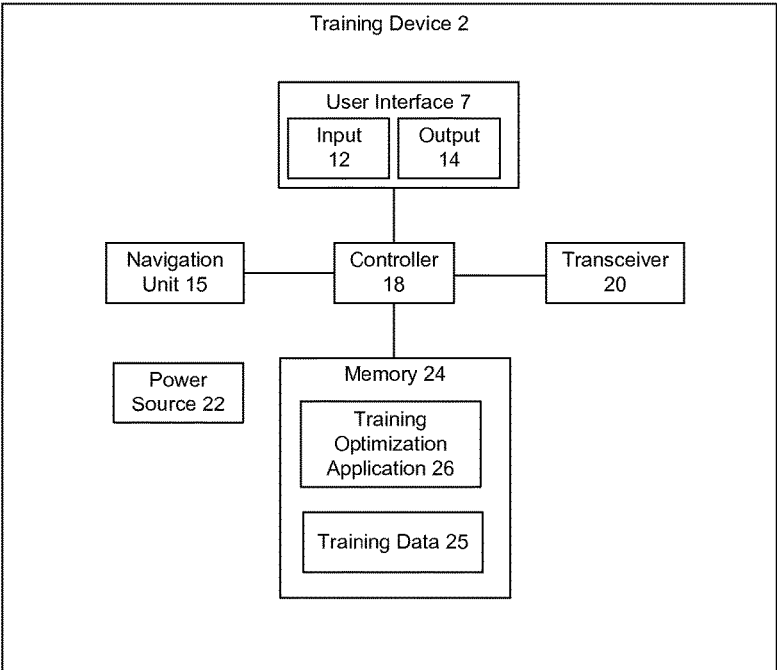 Training Device 2
User Interface 7
Input
12
Output
14
Navigation
Unit 15
Controller
18
Transceiver
20
Power
Source 22
Memory 24
Training
Optimization
Application 26
Training Data 25